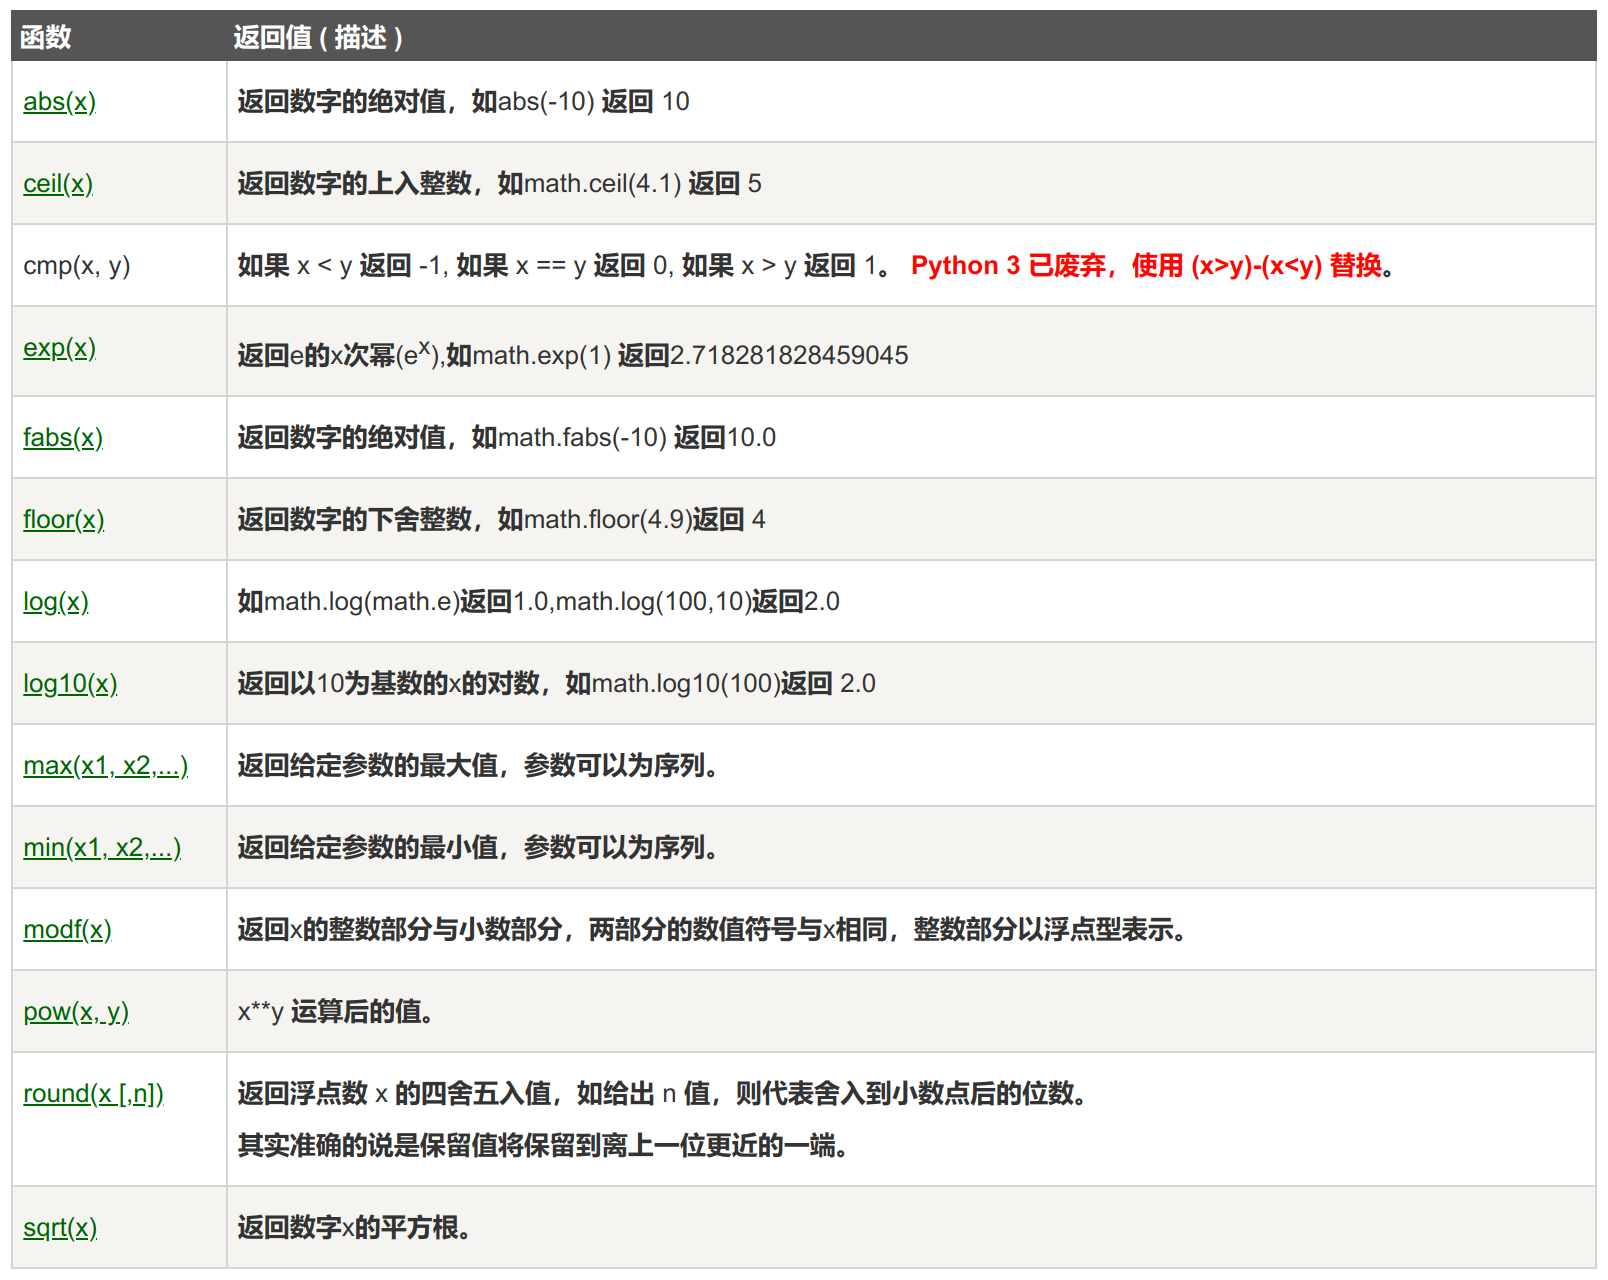 函数 返回值 ( 描述 )
abs(x) 返回数字的绝对值，如abs(-10) 返回 10
ceil(x) 返回数字的上入整数，如math.ceil(4.1) 返回 5
cmp(x, y) 如果 x < y 返回 -1, 如果 x == y 返回 0, 如果 x > y 返回 1。 Python 3 已废弃，使用 (x>y)-(x<y) 替换。
exp(x) 返回e的x次幂(eˣ),如math.exp(1) 返回2.718281828459045
fabs(x) 返回数字的绝对值，如math.fabs(-10) 返回10.0
floor(x) 返回数字的下舍整数，如math.floor(4.9)返回 4
log(x) 如math.log(math.e)返回1.0,math.log(100,10)返回2.0
log10(x) 返回以10为基数的x的对数，如math.log10(100)返回 2.0
max(x1, x2,...) 返回给定参数的最大值，参数可以为序列。
min(x1, x2,...) 返回给定参数的最小值，参数可以为序列。
modf(x) 返回x的整数部分与小数部分，两部分的数值符号与x相同，整数部分以浮点型表示。
pow(x, y) x**y 运算后的值。
round(x [,n]) 返回浮点数 x 的四舍五入值，如给出 n 值，则代表舍入到小数点后的位数。
其实准确的说是保留值将保留到离上一位更近的一端。
sqrt(x) 返回数字x的平方根。